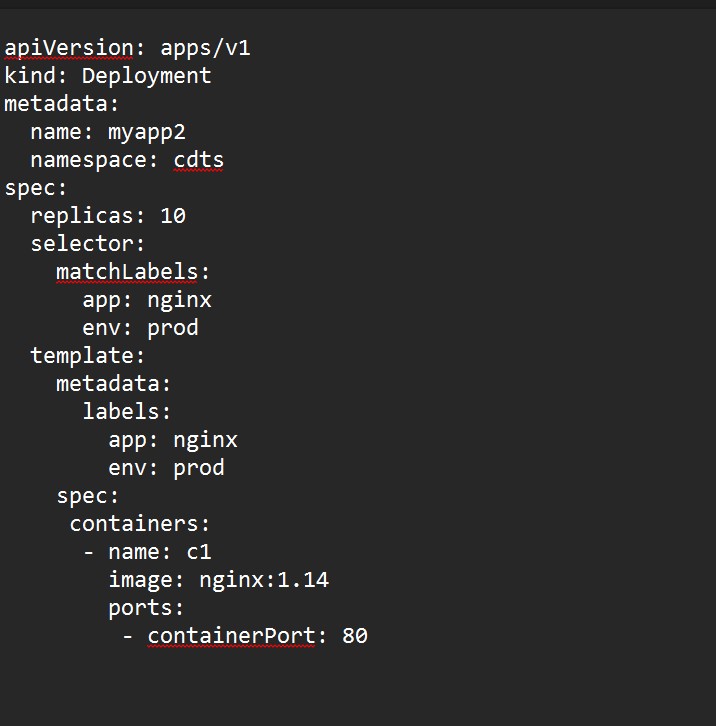 apiVersion: apps/v1
kind: Deployment
metadata:
  name: myapp2
  namespace: cdts
spec:
  replicas: 10
  selector:
    matchLabels:
      app: nginx
      env: prod
  template:
    metadata:
      labels:
        app: nginx
        env: prod
    spec:
     containers:
      - name: c1
        image: nginx:1.14
        ports:
         - containerPort: 80